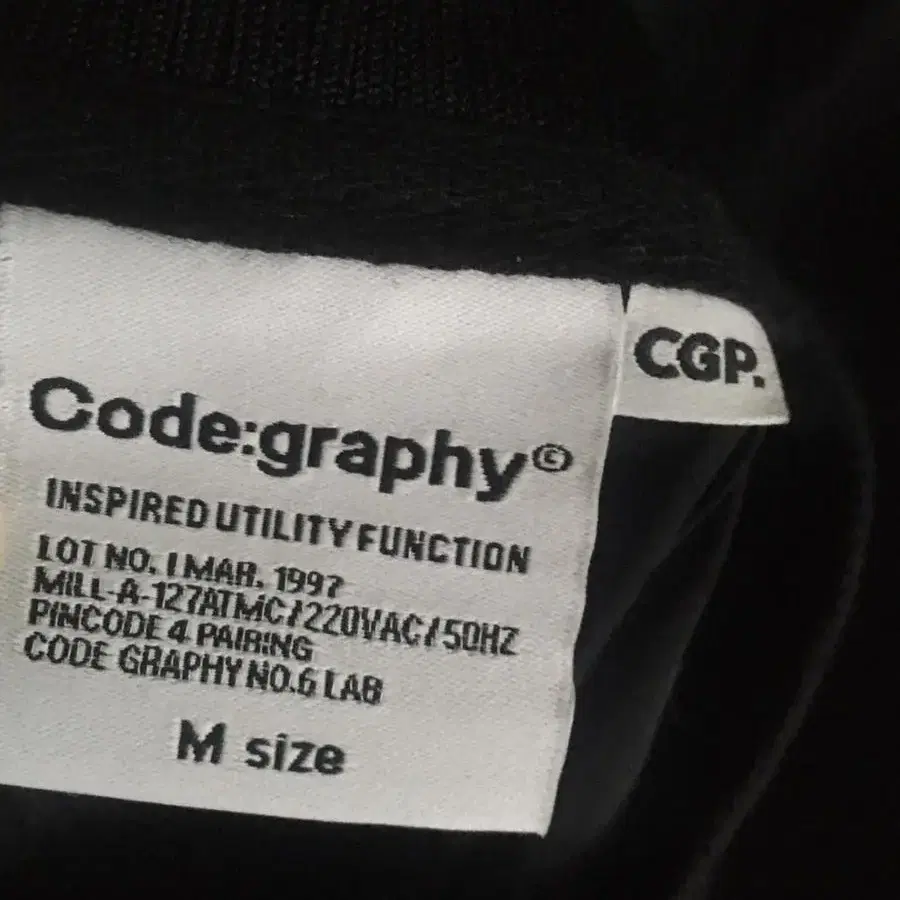 Code:graphy©
CGP.
INSPIRED UTILITY FUNCTION
LOT NO. 1 MAR. 1997
MILL-A-127ATMC/220VAC/50HZ
PINCODE 4 PAIRING
CODE GRAPHY NO.6 LAB
M size